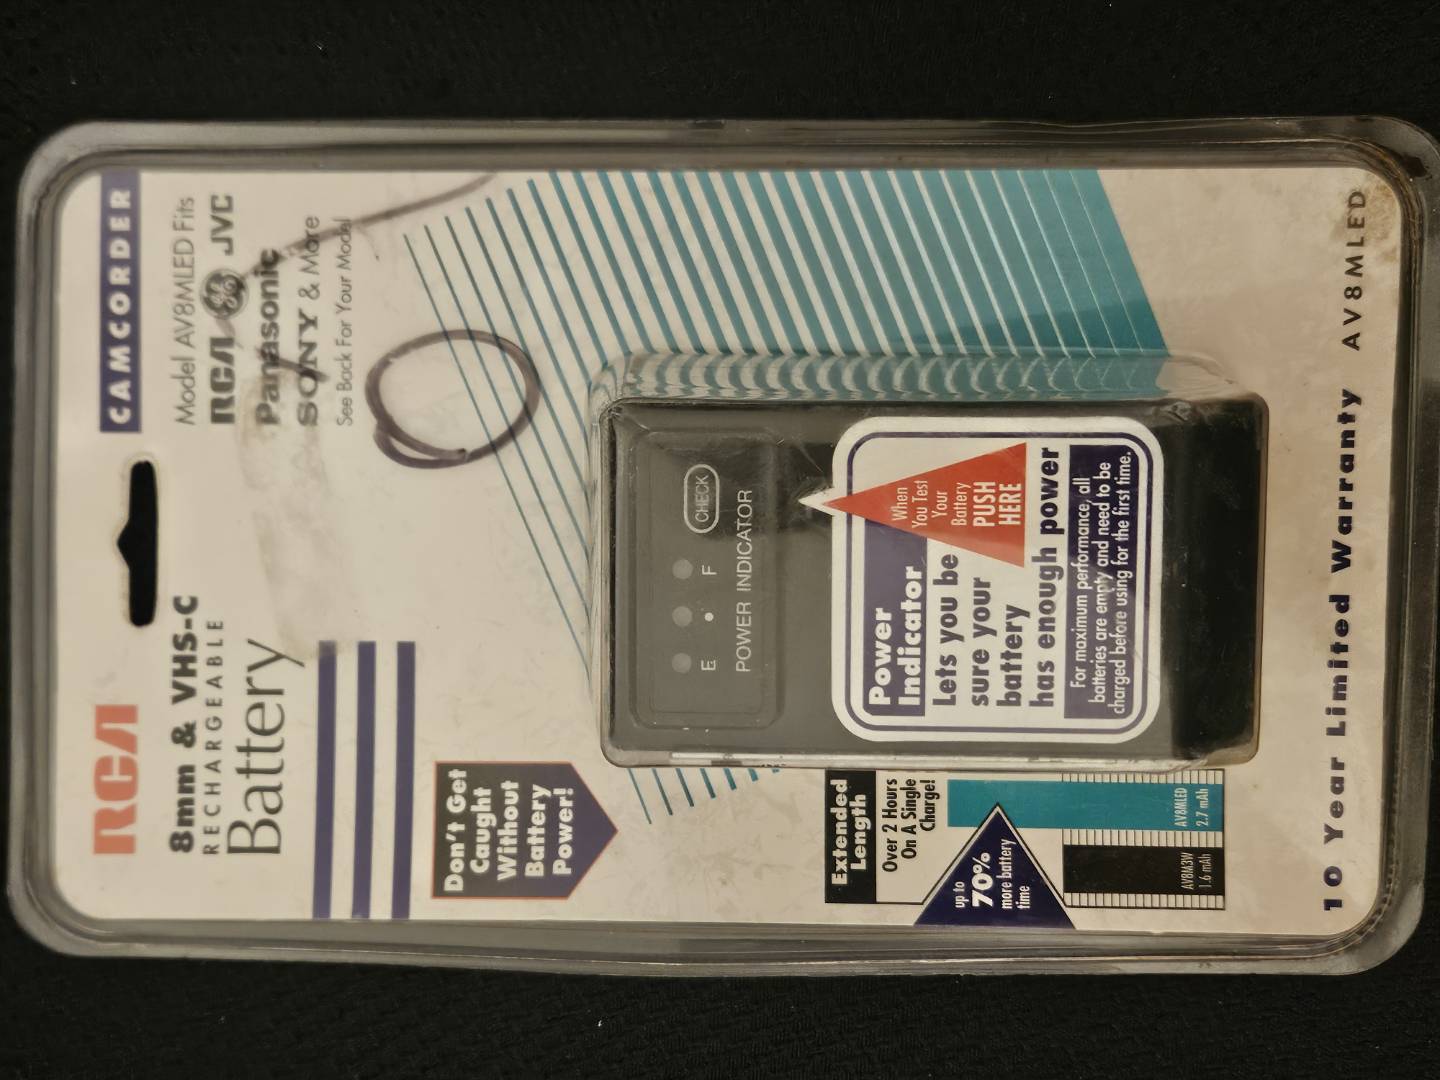 CAMCORDER
RCA
8mm & VHS-C
RECHARGEABLE
Battery
Model AV8MLED Fits
RCA GE JVC
Panasonic
SONY & More
See Back For Your Model
Don't Get
Caught
Without
Battery
Power!
E F CHECK
POWER INDICATOR
Power
Indicator
Lets you be
sure your
battery
has enough power
When
You Test
Your
Battery
PUSH
HERE
For maximum performance, all
batteries are empty and need to be
charged before using for the first time.
Extended
Length
Over 2 Hours
On A Single
Charge!
up to
70%
more battery
time
AV8M3W
1.6 mAh
AV8MLED
2.7 mAh
10 Year Limited Warranty AV8MLED